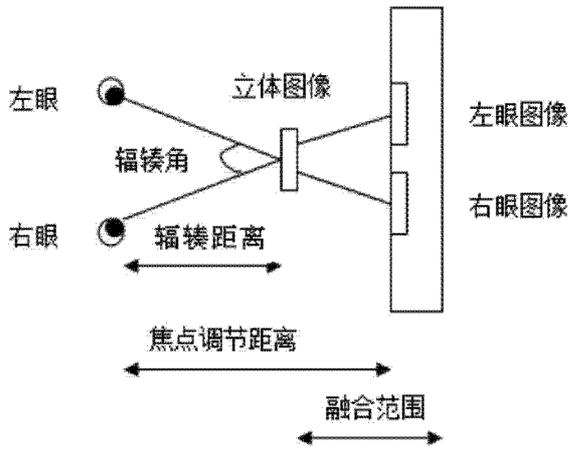 立体图像
左眼
左眼图像
辐辏角
右眼图像
右眼
辐辏距离
焦点调节距离
融合范围